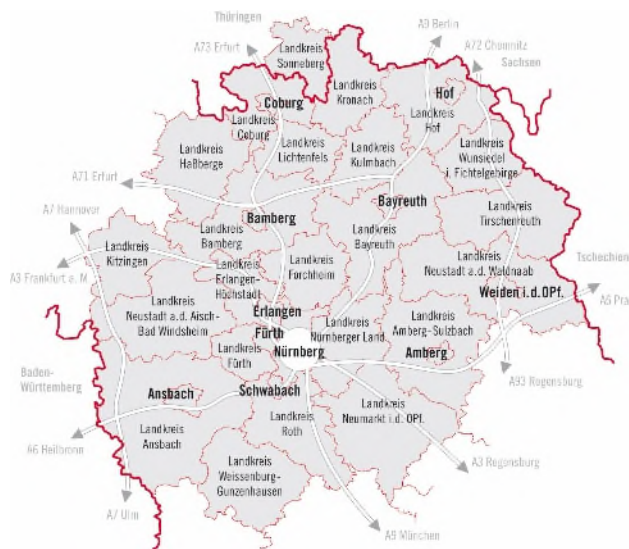 Thüringen
A9 Berlin
A73 Erfurt
A72 Chemnitz
Sachsen
Landkreis
Sonneberg
Landkreis
Kronach
Hof
Coburg
Landkreis
Coburg
Landkreis
Hof
Landkreis
Lichtenfels
Landkreis
Kulmbach
Landkreis
Wunsiedel
i. Fichtelgebirge
Landkreis
Haßberge
A71 Erfurt
A7 Hannover
Bayreuth
Bamberg
Landkreis
Tirschenreuth
Landkreis
Bamberg
Landkreis
Bayreuth
Landkreis
Kitzingen
A3 Frankfurt a. M
Landkreis
Forchheim
Landkreis
Erlangen-
Höchstadt
Landkreis
Neustadt a.d. Waldnaab
Tschechien
Weiden i.d.OPf.
A6 Pra
Landkreis
Neustadt a.d. Aisch-
Bad Windsheim
Erlangen
Fürth
Nürnberg
Landkreis
Nürnberger Land
Landkreis
Amberg-Sulzbach
Amberg
Landkreis
Fürth
Baden-
Württemberg
A93 Regensburg
Ansbach
Schwabach
Landkreis
Roth
Landkreis
Neumarkt i.d. OPf.
Landkreis
Ansbach
A6 Heilbronn
Landkreis
Weissenburg-
Gunzenhausen
A3 Regensburg
A7 Ulm
A9 München